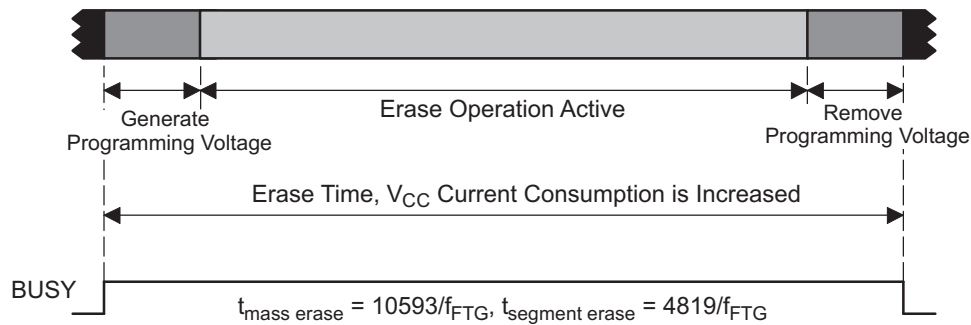 Generate
Programming Voltage
Erase Operation Active
Remove
Programming Voltage
Erase Time, VCC Current Consumption is Increased
BUSY
tmass erase = 10593/fFTG, tsegment erase = 4819/fFTG